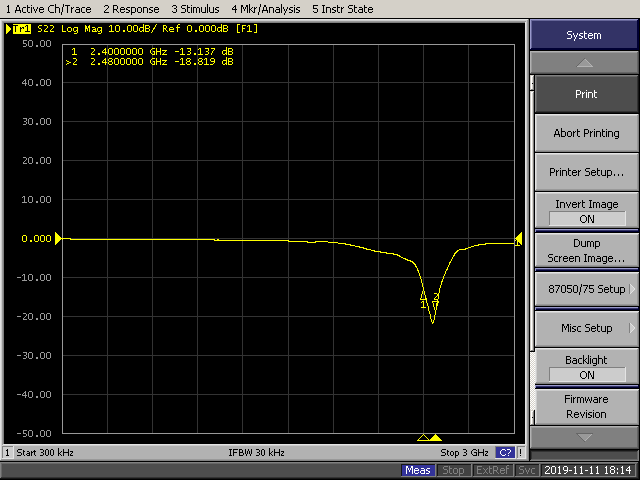 1 Active Ch/Trace 2 Response 3 Stimulus 4 Mkr/Analysis 5 Instr State
Tr1 S22 Log Mag 10.00dB/ Ref 0.000dB [F1]
50.00
1 2.4000000 GHz -13.137 dB
>2 2.4800000 GHz -18.819 dB
40.00
30.00
20.00
10.00
0.000
-10.00
-20.00
-30.00
-40.00
-50.00
1
1
2
1 Start 300 kHz IFBW 30 kHz Stop 3 GHz C? !
Meas Stop ExtRef Svc 2019-11-11 18:14
System
Print
Abort Printing
Printer Setup...
Invert Image
ON
Dump
Screen Image...
87050/75 Setup
Misc Setup
Backlight
ON
Firmware
Revision